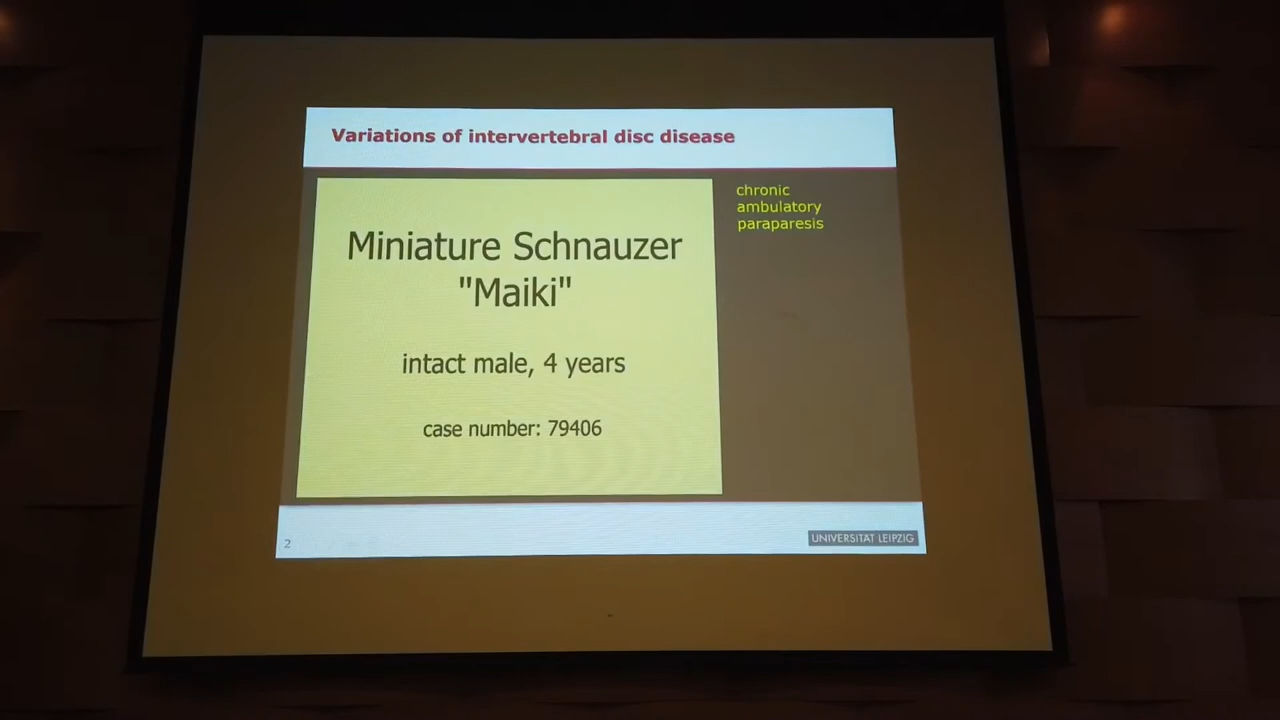 Variations of intervertebral disc disease
Miniature Schnauzer
"Maiki"
intact male, 4 years
case number: 79406
chronic
ambulatory
paraparesis
2
UNIVERSITÄT LEIPZIG